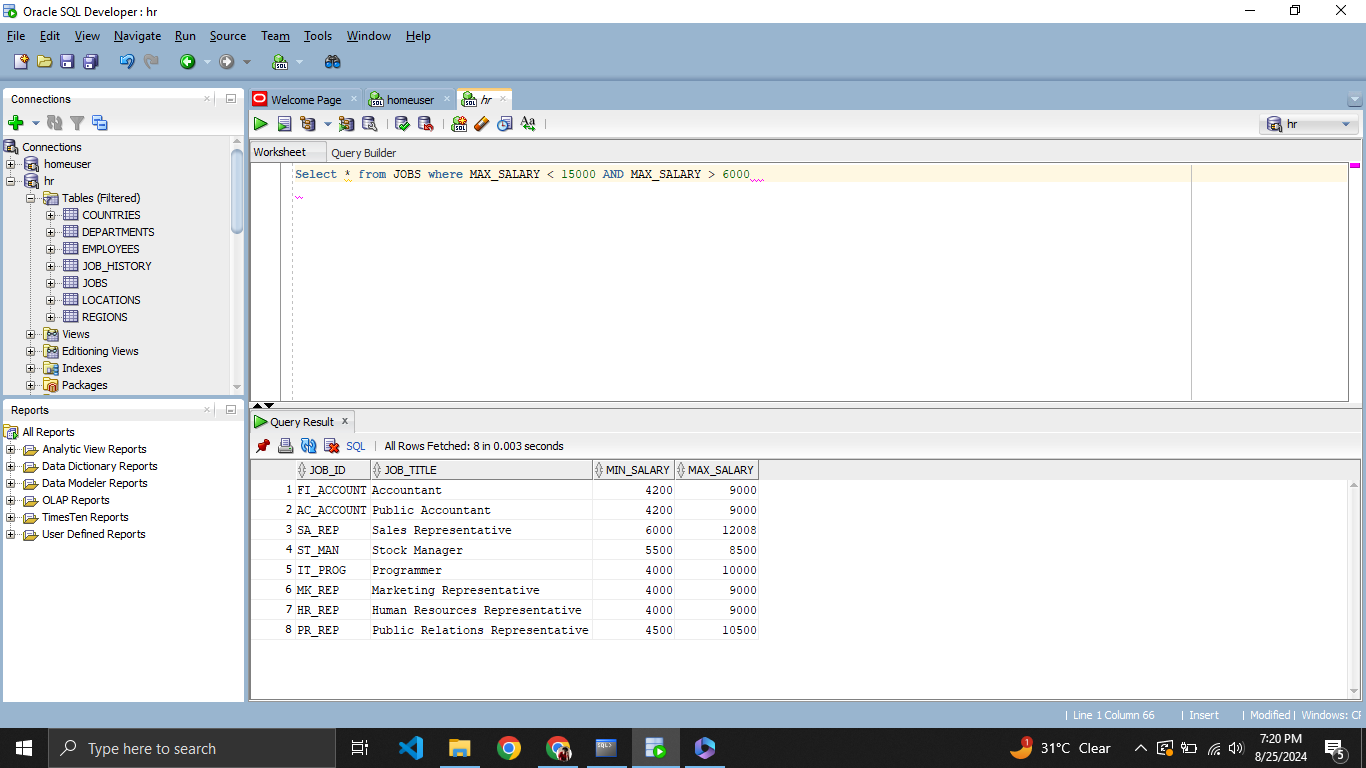 Oracle SQL Developer : hr
File Edit View Navigate Run Source Team Tools Window Help
Connections
Connections
homeuser
hr
Tables (Filtered)
COUNTRIES
DEPARTMENTS
EMPLOYEES
JOB_HISTORY
JOBS
LOCATIONS
REGIONS
Views
Editioning Views
Indexes
Packages
Reports
All Reports
Analytic View Reports
Data Dictionary Reports
Data Modeler Reports
OLAP Reports
TimesTen Reports
User Defined Reports
Welcome Page homeuser hr
hr
Worksheet Query Builder
Select * from JOBS where MAX_SALARY < 15000 AND MAX_SALARY > 6000
Query Result
SQL | All Rows Fetched: 8 in 0.003 seconds
JOB_ID JOB_TITLE MIN_SALARY MAX_SALARY
1 FI_ACCOUNT Accountant 4200 9000
2 AC_ACCOUNT Public Accountant 4200 9000
3 SA_REP Sales Representative 6000 12008
4 ST_MAN Stock Manager 5500 8500
5 IT_PROG Programmer 4000 10000
6 MK_REP Marketing Representative 4000 9000
7 HR_REP Human Resources Representative 4000 9000
8 PR_REP Public Relations Representative 4500 10500
| Line 1 Column 66 | Insert | Modified | Windows: CF
Type here to search
1 31°C Clear
7:20 PM
8/25/2024
5